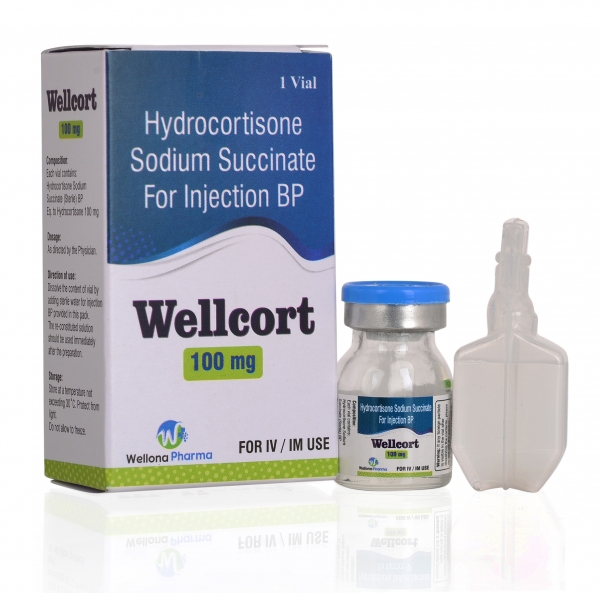 Wellcort
100 mg
Composition
Each vial contains:
Hydrocortisone Sodium
Succinate (Sterile) BP
Eq. to Hydrocortisone 100 mg
Dosage:
As directed by the Physician.
Direction of use:
Dissolve the content of vial by
adding sterile water for injection
BP provided in this pack.
The re-constituted solution
should be used immediately
after the preparation.
Storage:
Store at a temperature not
exceeding 30°C. Protect from
light.
Do not allow to freeze.
1 Vial
Hydrocortisone
Sodium Succinate
For Injection BP
Wellcort
100 mg
W
Wellona Pharma
FOR IV / IM USE
Hydrocortisone Sodium Succinate
For Injection BP
Wellcort
100 mg
Wellona Pharma
FOR IV / IM USE